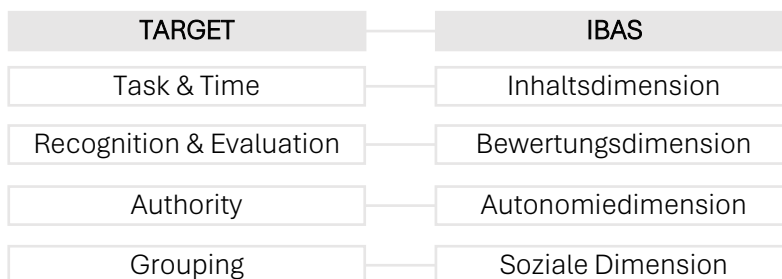 TARGET IBAS
Task & Time Inhaltsdimension
Recognition & Evaluation Bewertungsdimension
Authority Autonomiedimension
Grouping Soziale Dimension